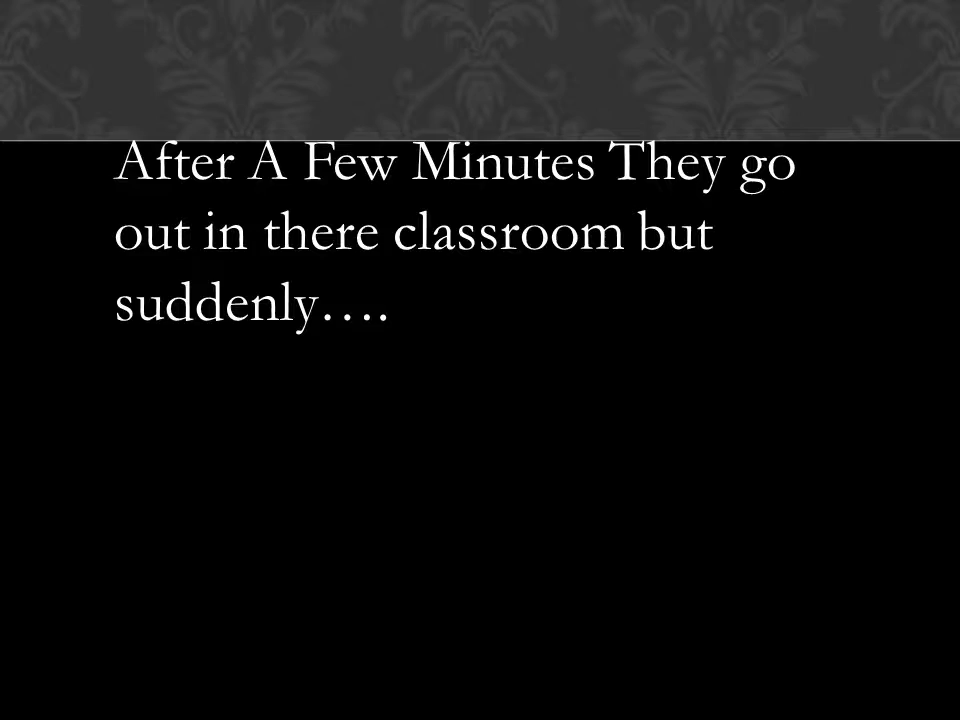 After A Few Minutes They go
out in there classroom but
suddenly….